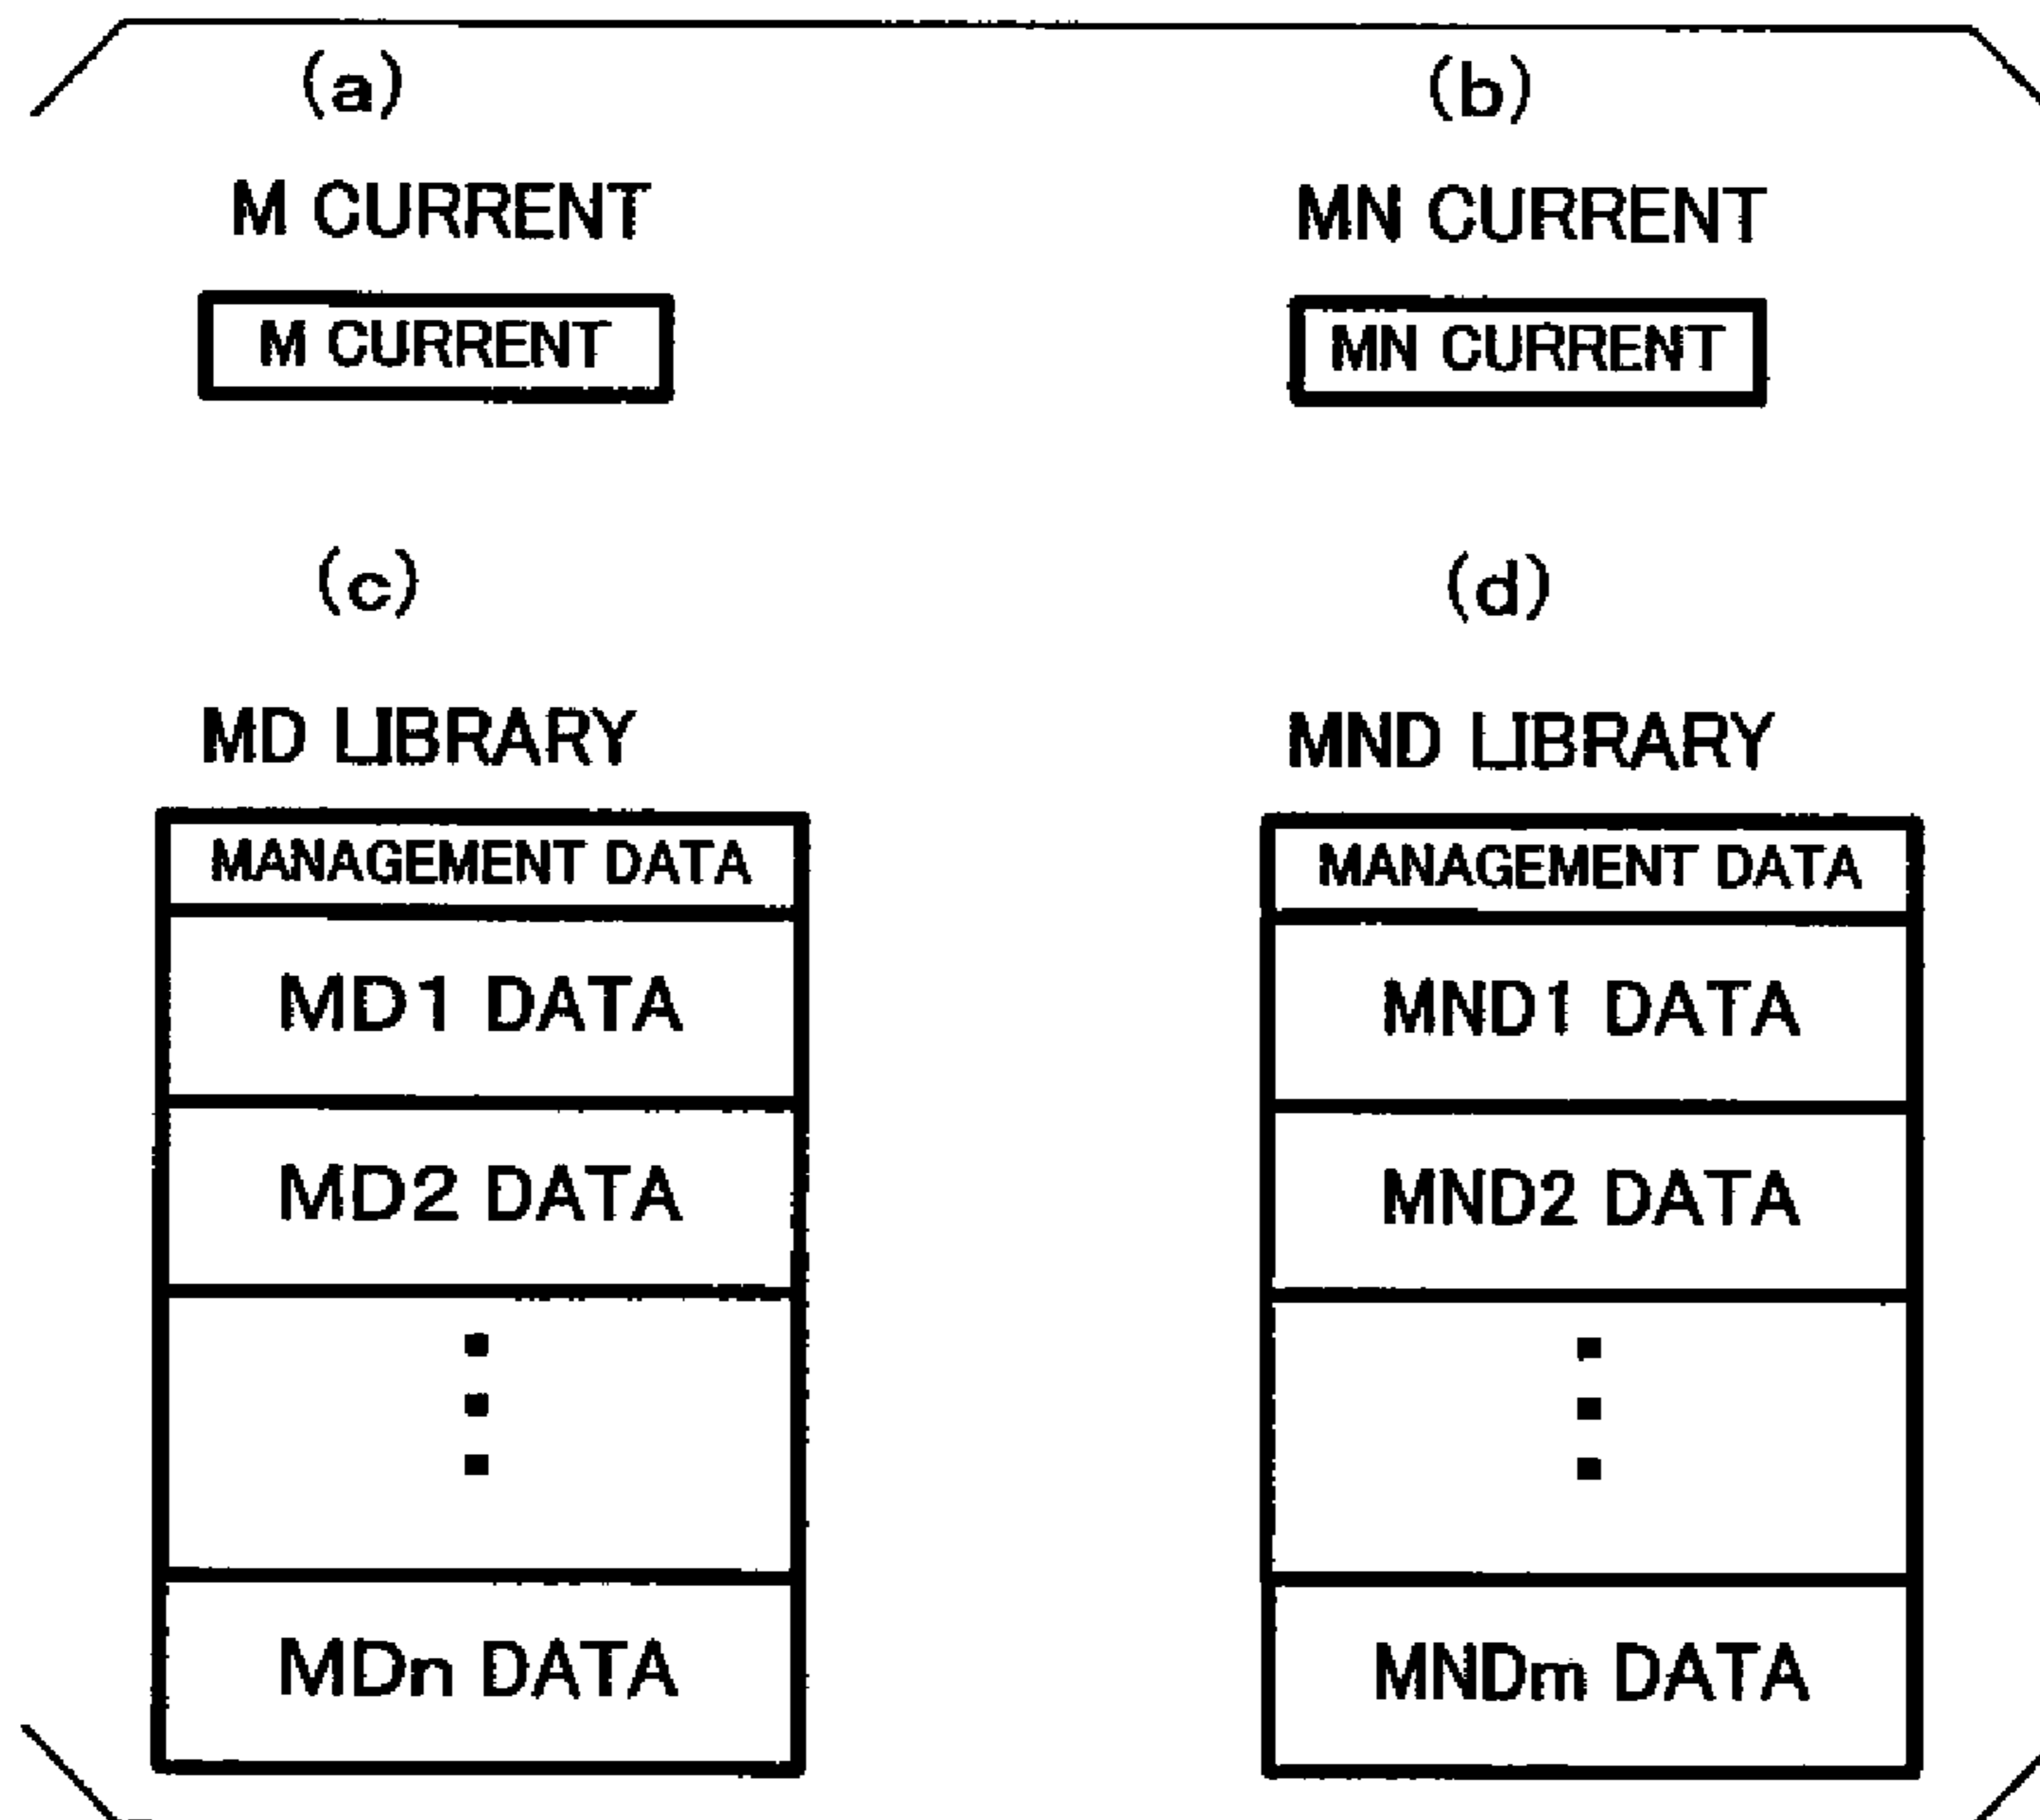 (a)
M CURRENT
M CURRENT
(b)
MN CURRENT
MN CURRENT
(c)
MD LIBRARY
MANAGEMENT DATA
MD1 DATA
MD2 DATA
MDn DATA
(d)
MND LIBRARY
MANAGEMENT DATA
MND1 DATA
MND2 DATA
MNDm DATA